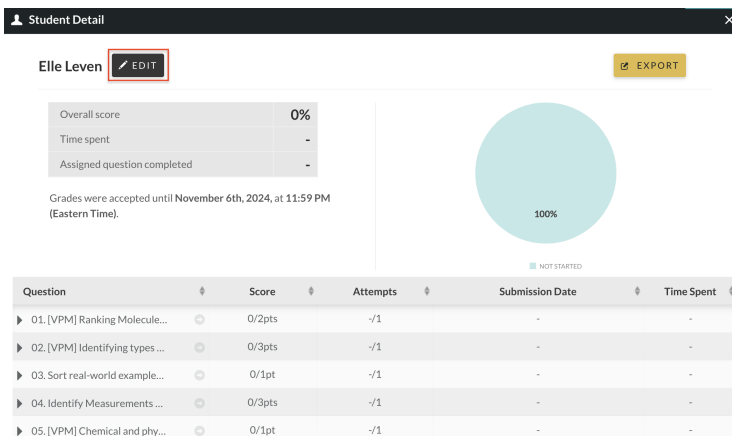 Student Detail
Elle Leven
EDIT
EXPORT
Overall score 0%
Time spent -
Assigned question completed -
Grades were accepted until November 6th, 2024, at 11:59 PM
(Eastern Time).
100%
NOT STARTED
Question Score Attempts Submission Date Time Spent
01. [VPM] Ranking Molecule... 0/2pts -/1 - -
02. [VPM] Identifying types ... 0/3pts -/1 - -
03. Sort real-world example... 0/1pt -/1 - -
04. Identify Measurements ... 0/3pts -/1 - -
05. [VPM] Chemical and phy... 0/1pt -/1 - -